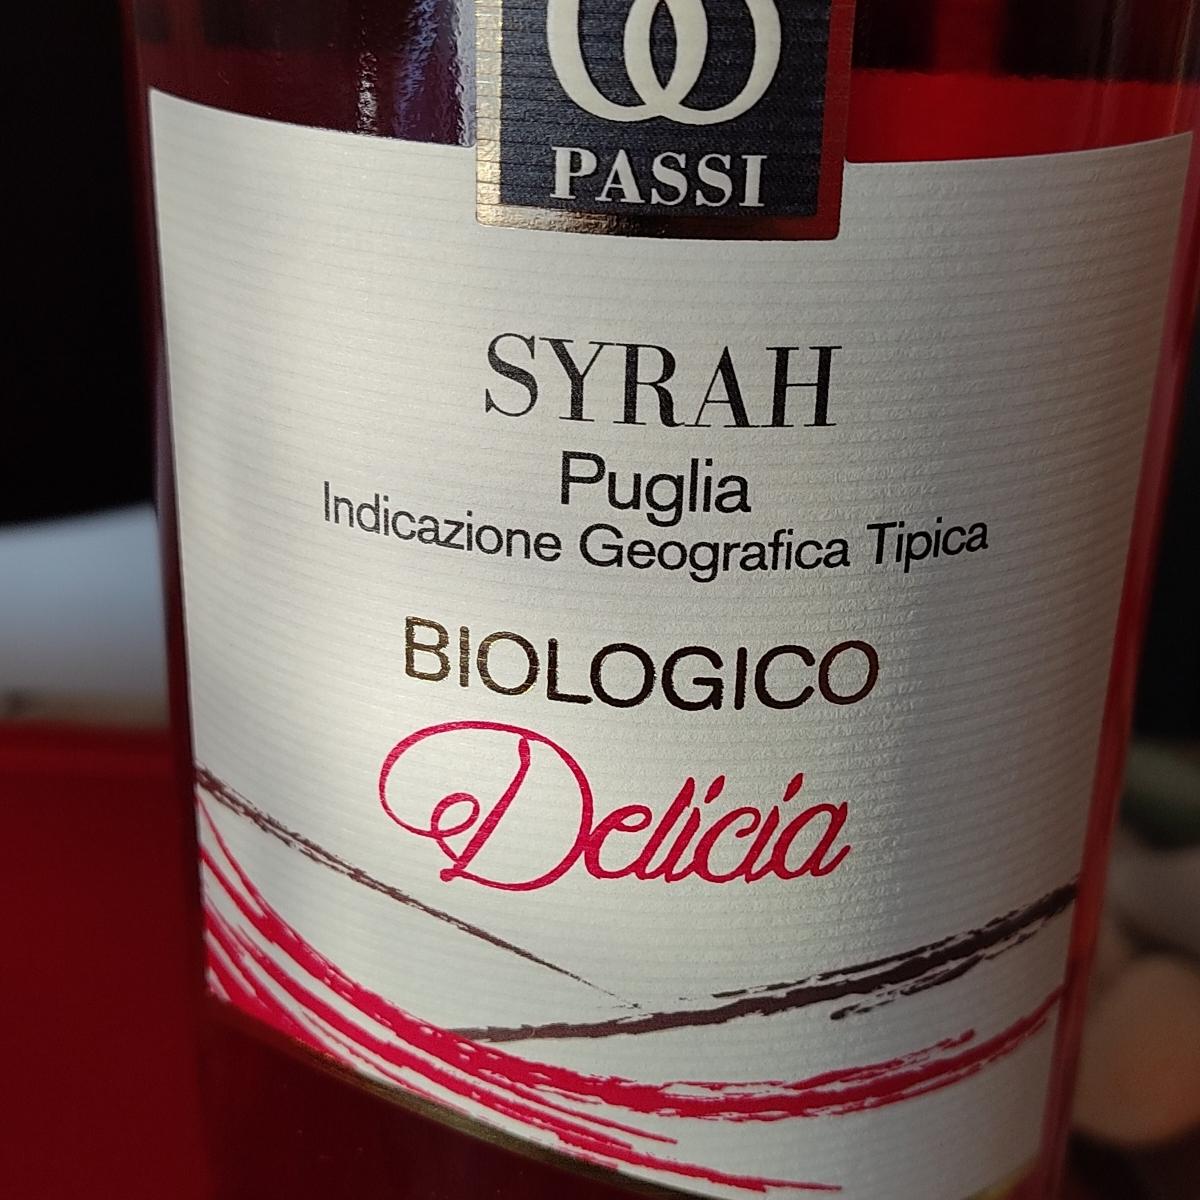 PASSI
SYRAH
Puglia
Indicazione Geografica Tipica
BIOLOGICO
Delicia